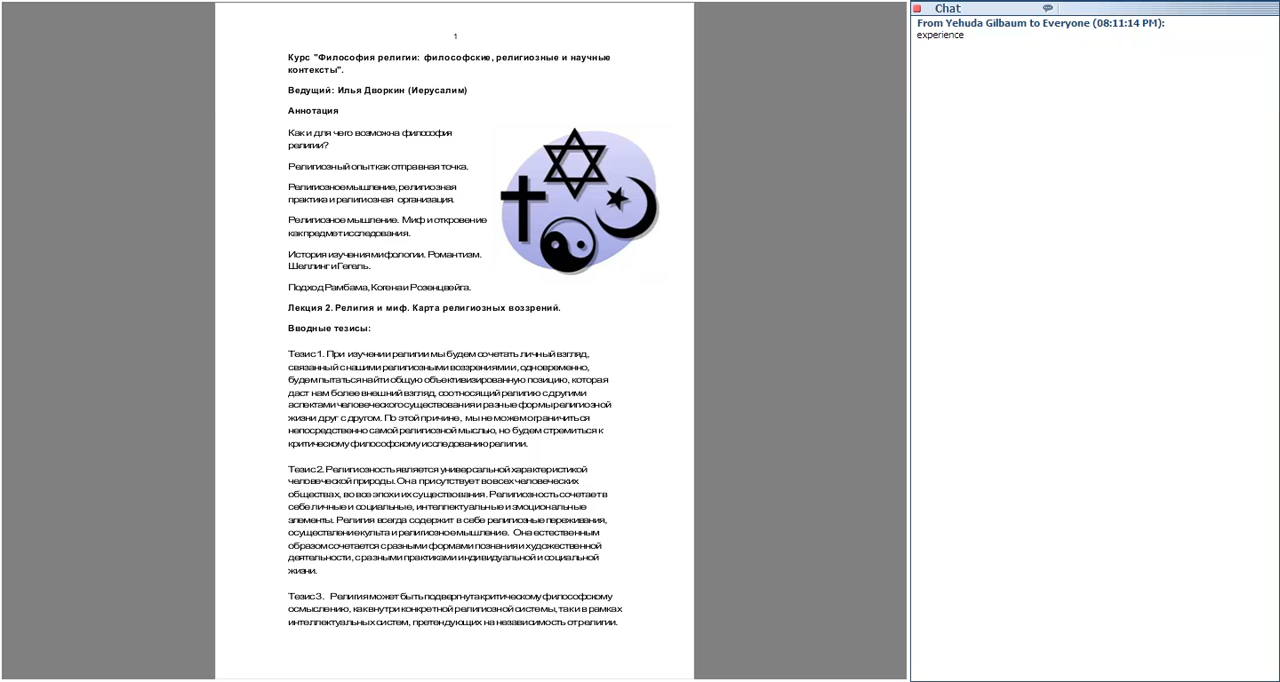 1
Курс "Философия религии: философские, религиозные и научные
контексты".
Ведущий: Илья Дворкин (Иерусалим)
Аннотация
Как и для чего возможна философия
религии?
Религиозный опыт как отправная точка.
Религиозное мышление, религиозная
практика и религиозная организация.
Религиозное мышление. Миф и откровение
как предмет исследования.
История изучения мифологии. Романтизм.
Шеллинг и Гегель.
Подход Рамбама, Когена и Розенцвейга.
Лекция 2. Религия и миф. Карта религиозных воззрений.
Вводные тезисы:
Тезис 1. При изучении религии мы будем сочетать личный взгляд,
связанный с нашими религиозными воззрениями и, одновременно,
будем пытаться найти общую объективизированную позицию, которая
даст нам более внешний взгляд, соотносящий религию с другими
аспектами человеческого существования и разные формы религиозной
жизни друг с другом. По этой причине, мы не можем ограничиться
непосредственно самой религиозной мыслью, но будем стремиться к
критическому философскому исследованию религии.
Тезис 2. Религиозность является универсальной характеристикой
человеческой природы. Она присутствует во всех человеческих
обществах, во все эпохи их существования. Религиозность сочетает в
себе личные и социальные, интеллектуальные и эмоциональные
элементы. Религия всегда содержит в себе религиозные переживания,
осуществление культа и религиозное мышление. Она естественным
образом сочетается с разными формами познания и художественной
деятельности, с разными практиками индивидуальной и социальной
жизни.
Тезис 3. Религия может быть подвергнута критическому философскому
осмыслению, как внутри конкретной религиозной системы, так и в рамках
интеллектуальных систем, претендующих на независимость от религии.
Chat
From Yehuda Gilbaum to Everyone (08:11:14 PM):
experience